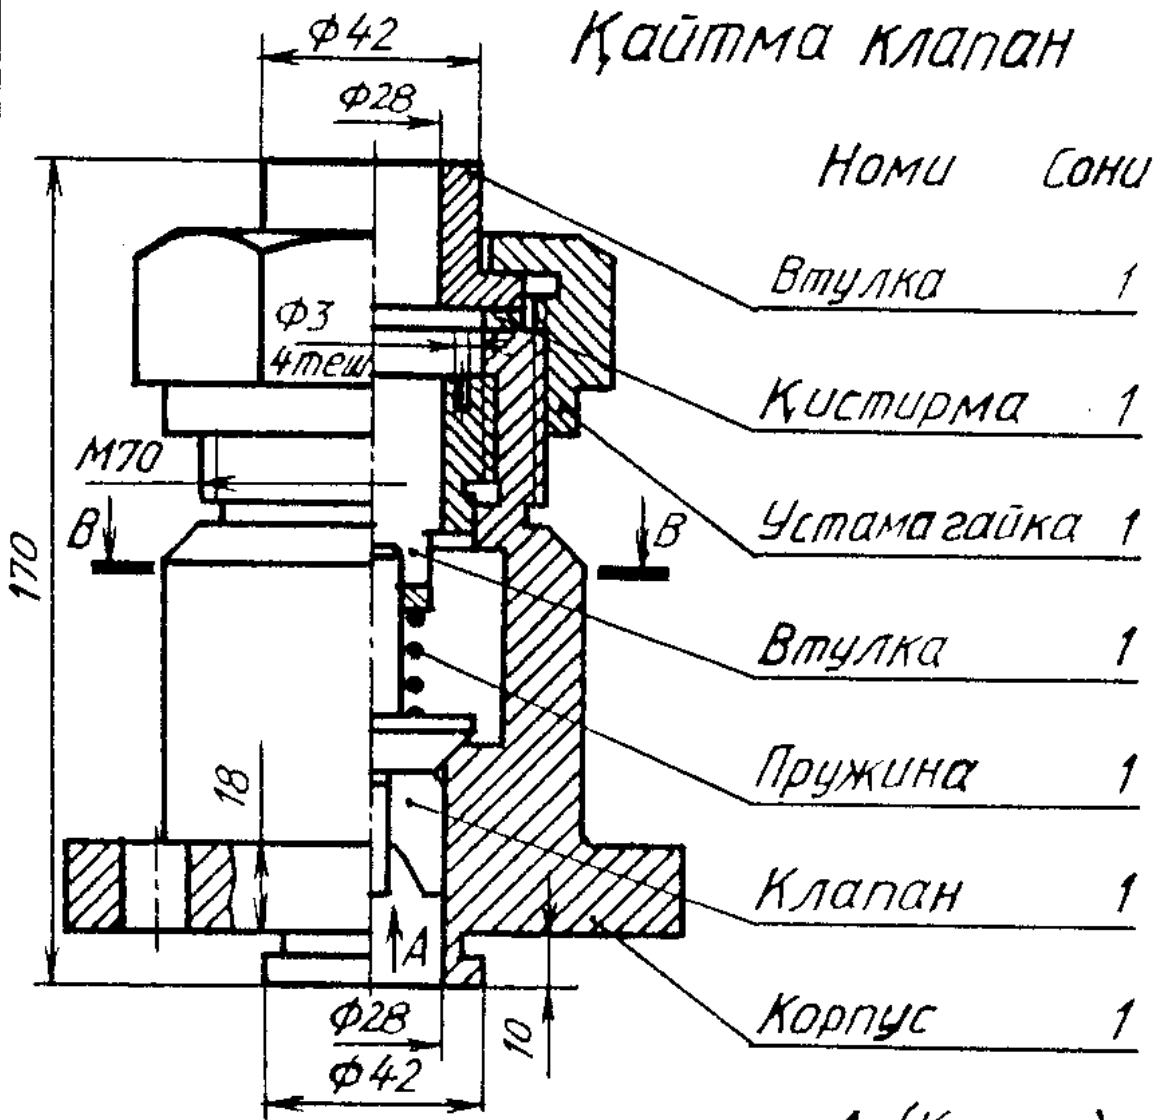 Қайтма клапан
Номи Сони
Втулка 1
Қистирма 1
Устама гайка 1
Втулка 1
Пружина 1
Клапан 1
Корпус 1
Ф42
Ф28
Ф3
4теш
М70
В В
170
18
А
Ф28
10
Ф42